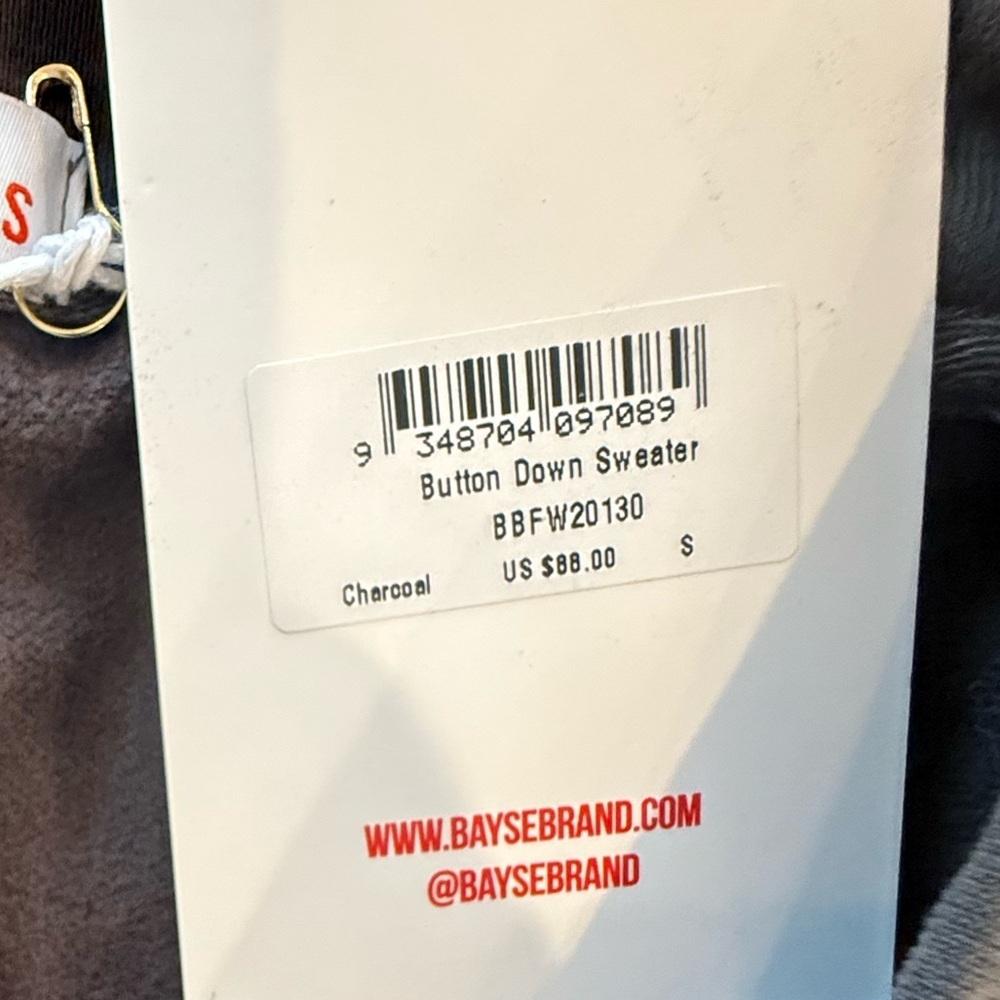 S
9 348704 097089
Button Down Sweater
BBFW20130
Charcoal US $88.00 S
WWW.BAYSEBRAND.COM
@BAYSEBRAND